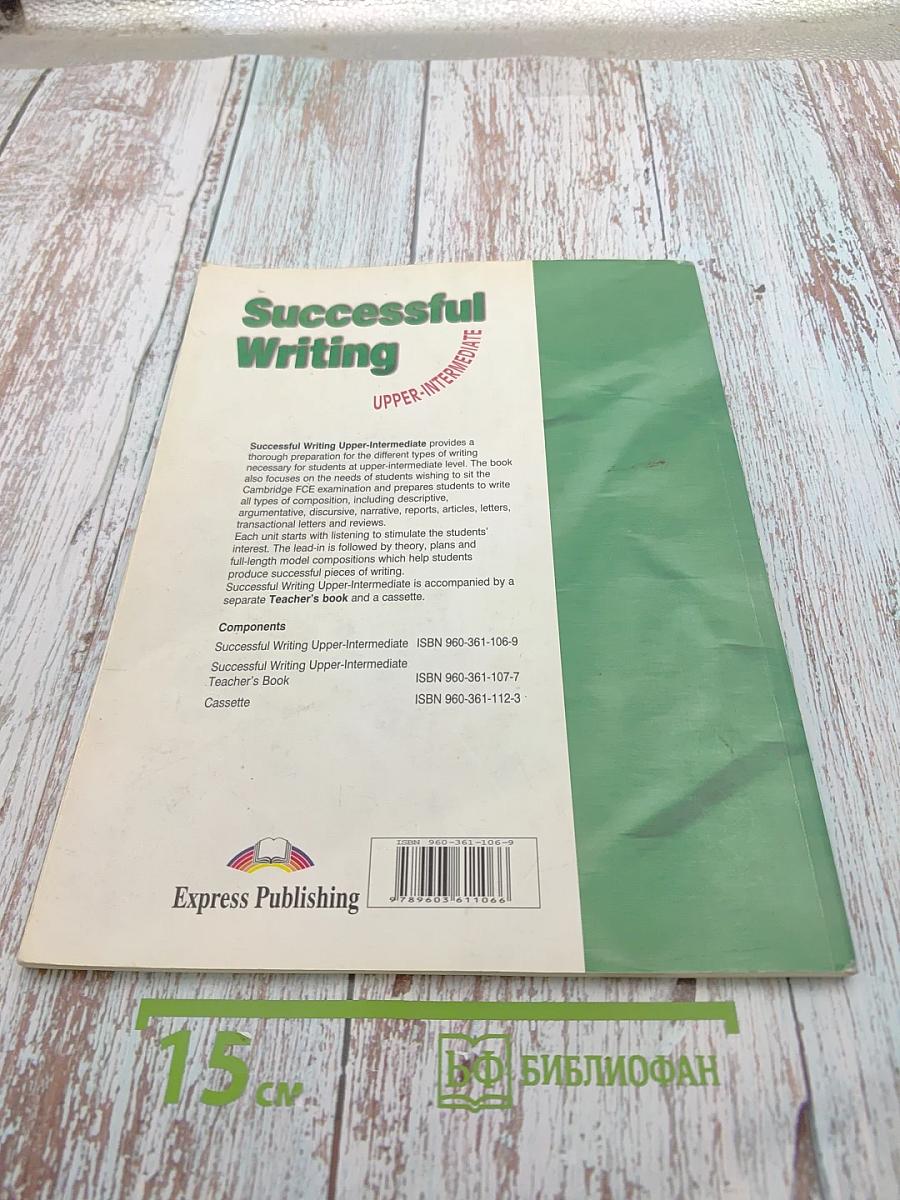 Successful
Writing
UPPER-INTERMEDIATE
Successful Writing Upper-Intermediate provides a
thorough preparation for the different types of writing
necessary for students at upper-intermediate level. The book
also focuses on the needs of students wishing to sit the
Cambridge FCE examination and prepares students to write
all types of composition, including descriptive,
argumentative, discursive, narrative, reports, articles, letters,
transactional letters and reviews.
Each unit starts with listening to stimulate the students'
interest. The lead-in is followed by theory, plans and
full-length model compositions which help students
produce successful pieces of writing.
Successful Writing Upper-Intermediate is accompanied by a
separate Teacher's book and a cassette.
Components
Successful Writing Upper-Intermediate ISBN 960-361-106-9
Successful Writing Upper-Intermediate
Teacher's Book ISBN 960-361-107-7
Cassette ISBN 960-361-112-3
Express Publishing
ISBN 960-361-106-9
9 789603 611066
15 см
БФ БИБЛИОФАН